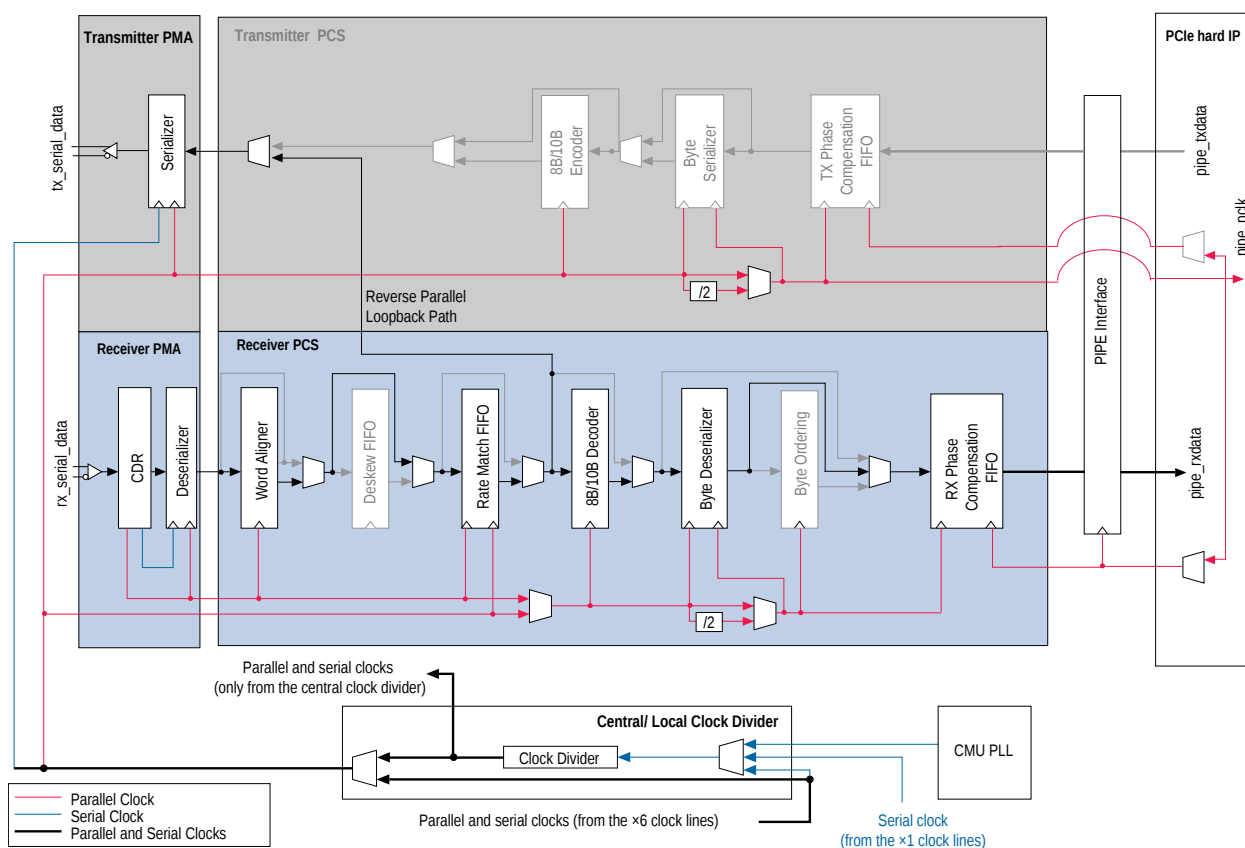 Transmitter PMA
Transmitter PCS
PCIe hard IP
tx_serial_data
Serializer
8B/10B
Encoder
Byte
Serializer
TX Phase
Compensation
FIFO
pipe_txdata
pipe_pclk
/2
Reverse Parallel
Loopback Path
PIPE Interface
Receiver PMA
Receiver PCS
rx_serial_data
CDR
Deserializer
Word Aligner
Deskew FIFO
Rate Match FIFO
8B/10B Decoder
Byte Deserializer
Byte Ordering
RX Phase
Compensation
FIFO
pipe_rxdata
/2
Parallel and serial clocks
(only from the central clock divider)
Central/ Local Clock Divider
Clock Divider
CMU PLL
Parallel Clock
Serial Clock
Parallel and Serial Clocks
Parallel and serial clocks (from the ×6 clock lines)
Serial clock
(from the ×1 clock lines)